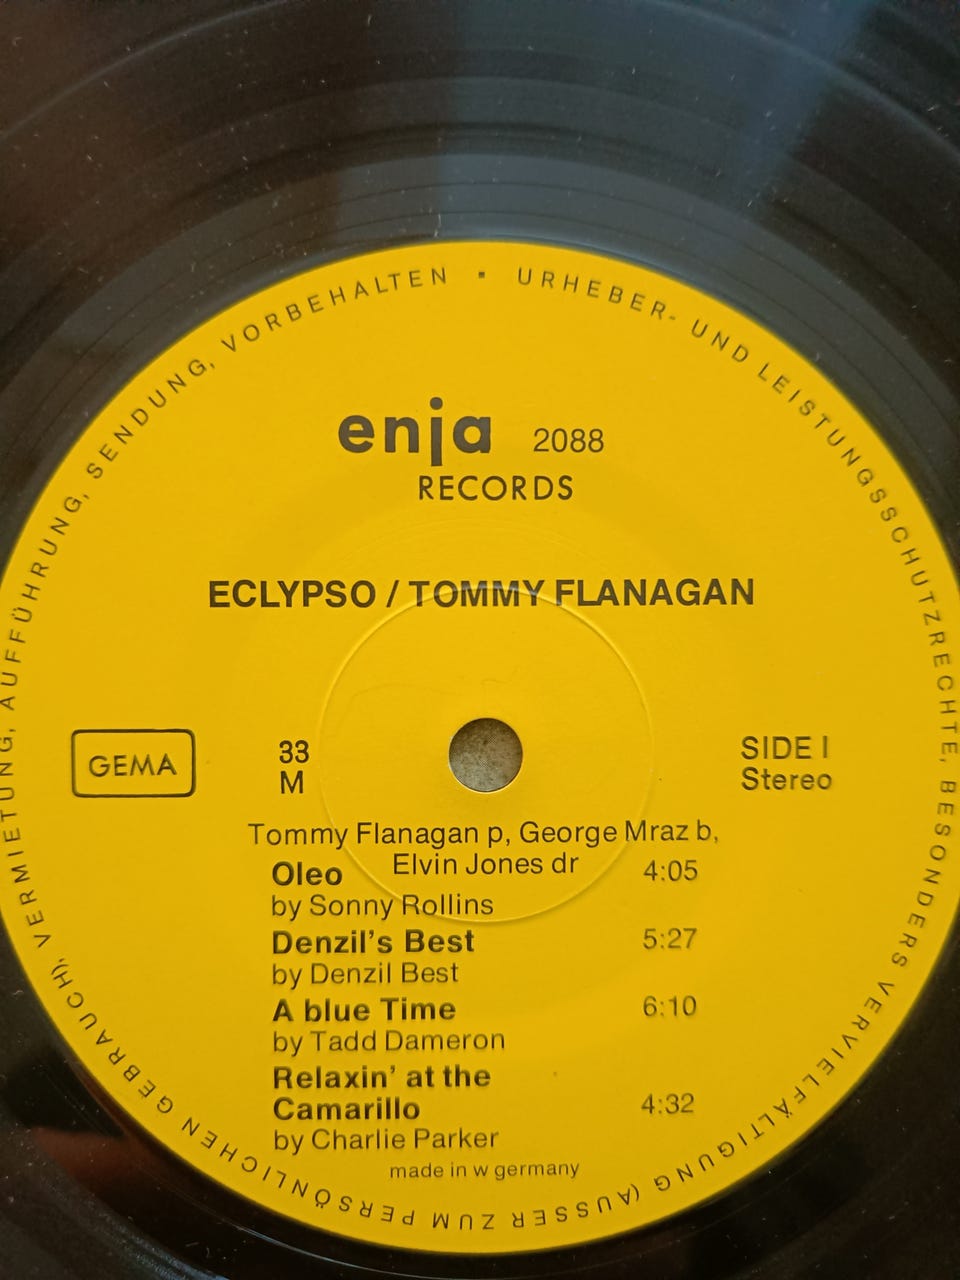 URHEBER- UND LEISTUNGSSCHUTZRECHTE, BESONDERS VERVIELFÄLTIGUNG (AUSSER ZUM PERSÖNLICHEN GEBRAUCH), VERMIETUNG, AUFFÜHRUNG, SENDUNG, VORBEHALTEN ▪
enja 2088
RECORDS
ECLYPSO / TOMMY FLANAGAN
GEMA
33
M
SIDE I
Stereo
Tommy Flanagan p, George Mraz b,
Elvin Jones dr
Oleo 4:05
by Sonny Rollins
Denzil's Best 5:27
by Denzil Best
A blue Time 6:10
by Tadd Dameron
Relaxin' at the
Camarillo 4:32
by Charlie Parker
made in w germany